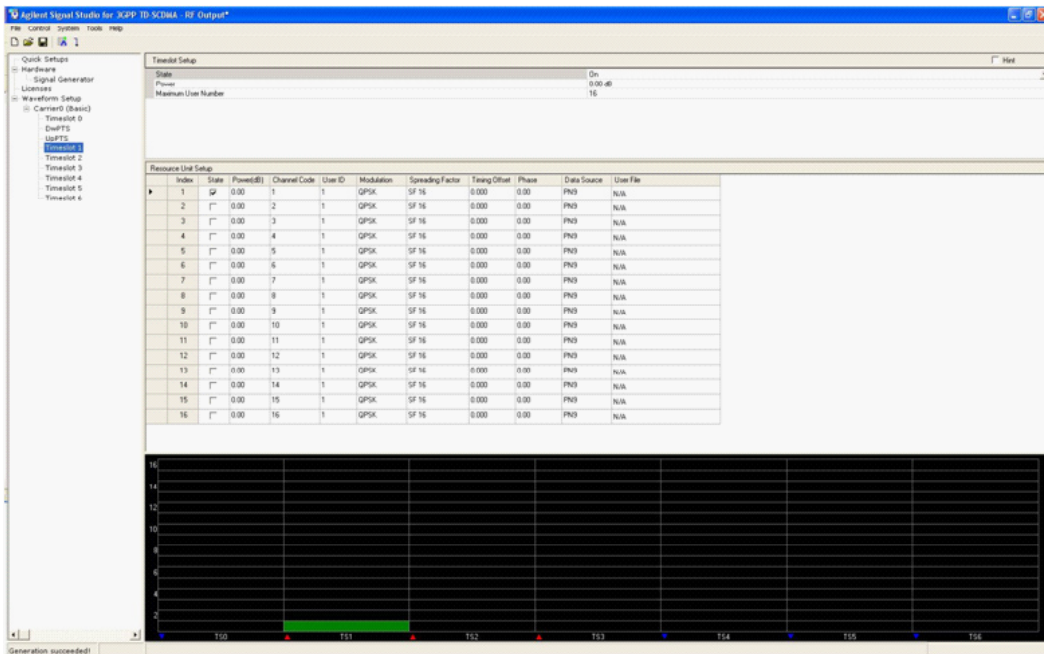 Agilent Signal Studio for 3GPP TD-SCDMA - RF Output*
File Control System Tools Help
Quick Setups
Hardware
Signal Generator
Licenses
Waveform Setup
Carrier0 (Basic)
Timeslot 0
DwPTS
UpPTS
Timeslot 1
Timeslot 2
Timeslot 3
Timeslot 4
Timeslot 5
Timeslot 6
Timeslot Setup Hint
State On
Power 0.00 dB
Maximum User Number 16
Resource Unit Setup
Index State Power(dB) Channel Code User ID Modulation Spreading Factor Timing Offset Phase Data Source User File
1 0.00 1 1 QPSK SF 16 0.000 0.00 PN9 N/A
2 0.00 2 1 QPSK SF 16 0.000 0.00 PN9 N/A
3 0.00 3 1 QPSK SF 16 0.000 0.00 PN9 N/A
4 0.00 4 1 QPSK SF 16 0.000 0.00 PN9 N/A
5 0.00 5 1 QPSK SF 16 0.000 0.00 PN9 N/A
6 0.00 6 1 QPSK SF 16 0.000 0.00 PN9 N/A
7 0.00 7 1 QPSK SF 16 0.000 0.00 PN9 N/A
8 0.00 8 1 QPSK SF 16 0.000 0.00 PN9 N/A
9 0.00 9 1 QPSK SF 16 0.000 0.00 PN9 N/A
10 0.00 10 1 QPSK SF 16 0.000 0.00 PN9 N/A
11 0.00 11 1 QPSK SF 16 0.000 0.00 PN9 N/A
12 0.00 12 1 QPSK SF 16 0.000 0.00 PN9 N/A
13 0.00 13 1 QPSK SF 16 0.000 0.00 PN9 N/A
14 0.00 14 1 QPSK SF 16 0.000 0.00 PN9 N/A
15 0.00 15 1 QPSK SF 16 0.000 0.00 PN9 N/A
16 0.00 16 1 QPSK SF 16 0.000 0.00 PN9 N/A
16
14
12
10
8
6
4
2
TS0 TS1 TS2 TS3 TS4 TS5 TS6
Generation succeeded!